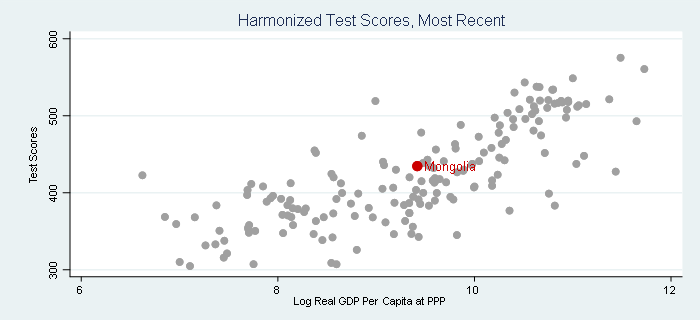 Harmonized Test Scores, Most Recent
600
500
400
300
Test Scores
Mongolia
6
8
10
12
Log Real GDP Per Capita at PPP